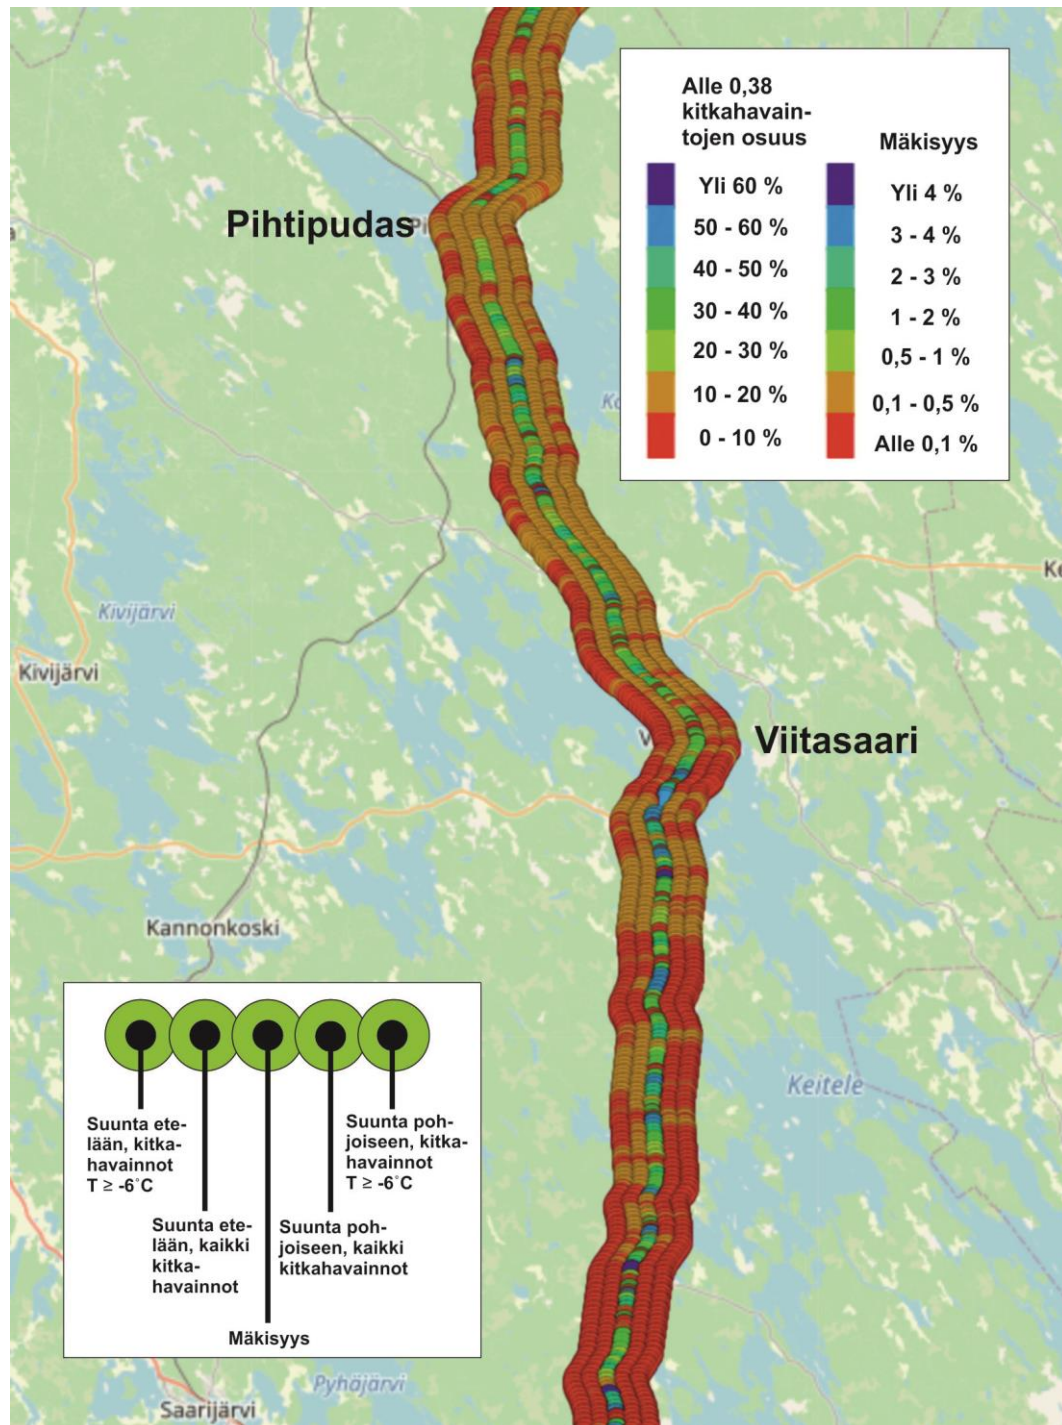 Alle 0,38
kitkahavain-
tojen osuus
Mäkisyys
Yli 60 %
Yli 4 %
50 - 60 %
3 - 4 %
40 - 50 %
2 - 3 %
30 - 40 %
1 - 2 %
20 - 30 %
0,5 - 1 %
10 - 20 %
0,1 - 0,5 %
0 - 10 %
Alle 0,1 %
Pihtipudas
Kivijärvi
Kivijärvi
Viitasaari
Kannonkoski
Keitele
Suunta ete-
lään, kitka-
havainnot
T ≥ -6°C
Suunta poh-
joiseen, kitka-
havainnot
T ≥ -6°C
Suunta ete-
lään, kaikki
kitka-
havainnot
Suunta poh-
joiseen, kaikki
kitkahavainnot
Mäkisyys
Pyhäjärvi
Saarijärvi